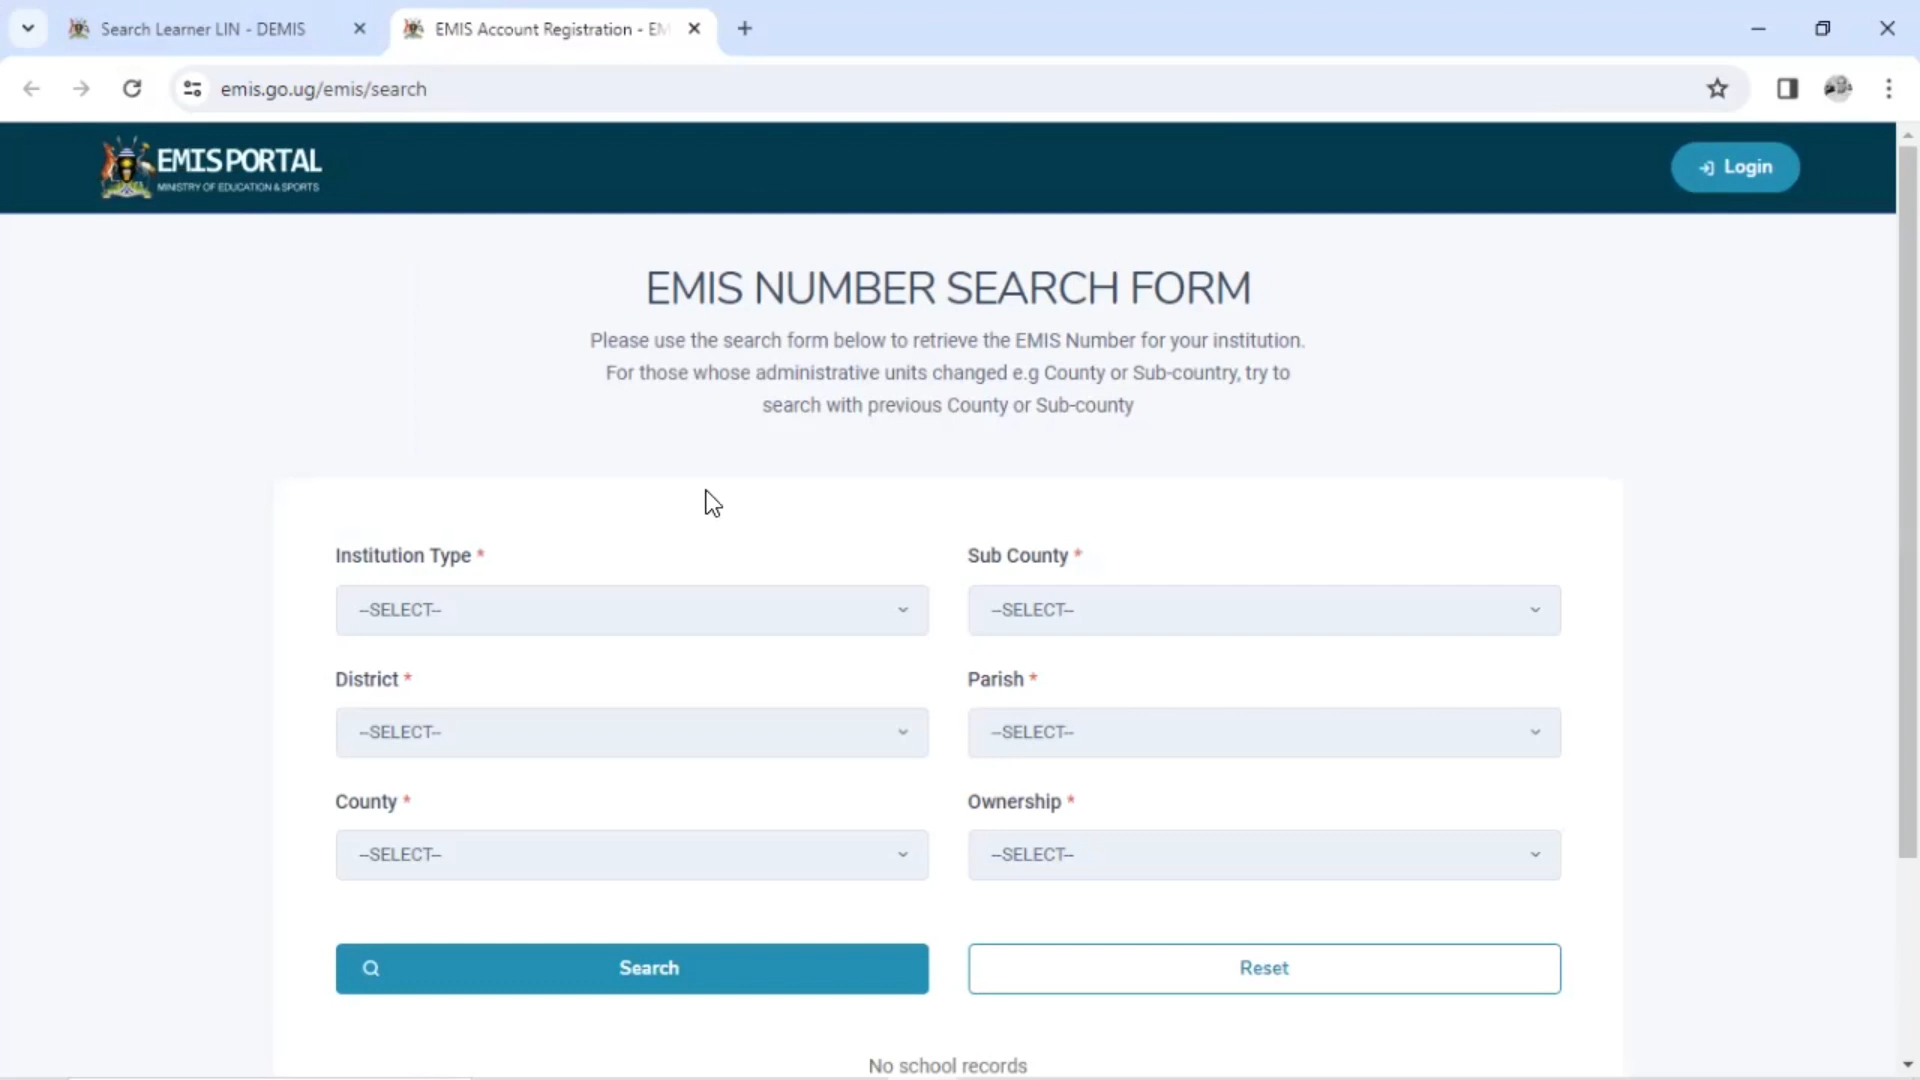 Search Learner LIN - DEMIS
EMIS Account Registration - EM
emis.go.ug/emis/search
EMIS PORTAL
MINISTRY OF EDUCATION & SPORTS
Login
EMIS NUMBER SEARCH FORM
Please use the search form below to retrieve the EMIS Number for your institution.
For those whose administrative units changed e.g County or Sub-country, try to
search with previous County or Sub-county
Institution Type *
Sub County *
--SELECT--
--SELECT--
District *
Parish *
--SELECT--
--SELECT--
County *
Ownership *
--SELECT--
--SELECT--
Search
Reset
No school records